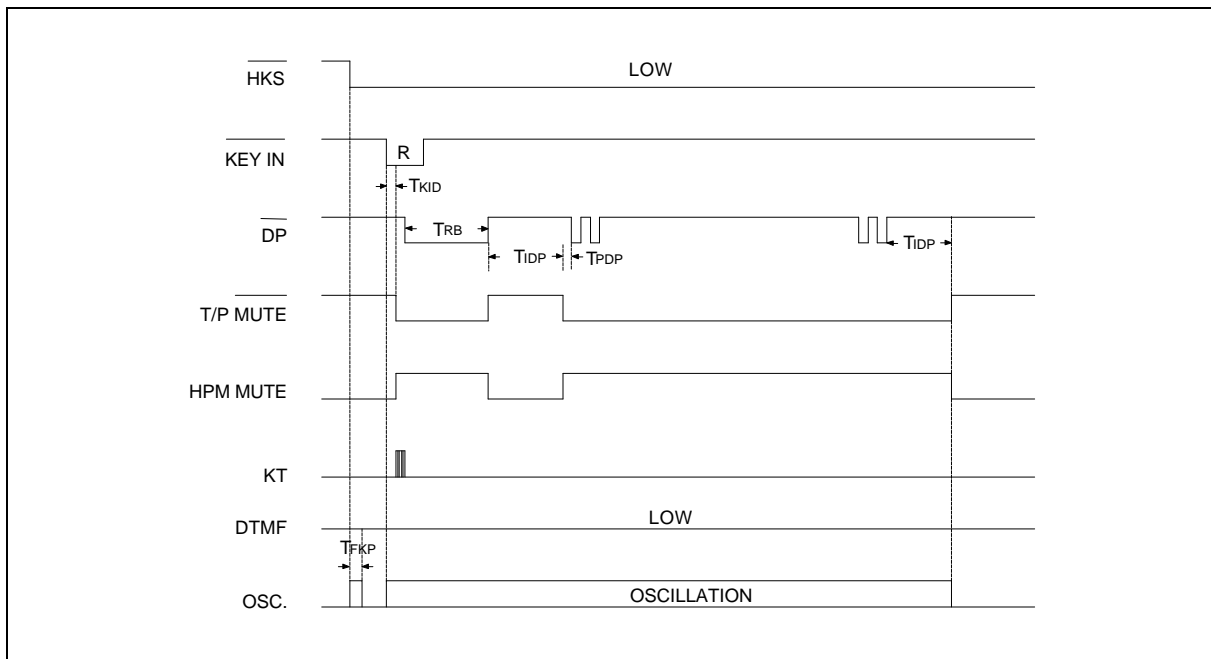 HKS
LOW
KEY IN
R
TKID
DP
TRB
TIDP
TPDP
TIDP
T/P MUTE
HPM MUTE
KT
DTMF
LOW
TFKP
OSC.
OSCILLATION